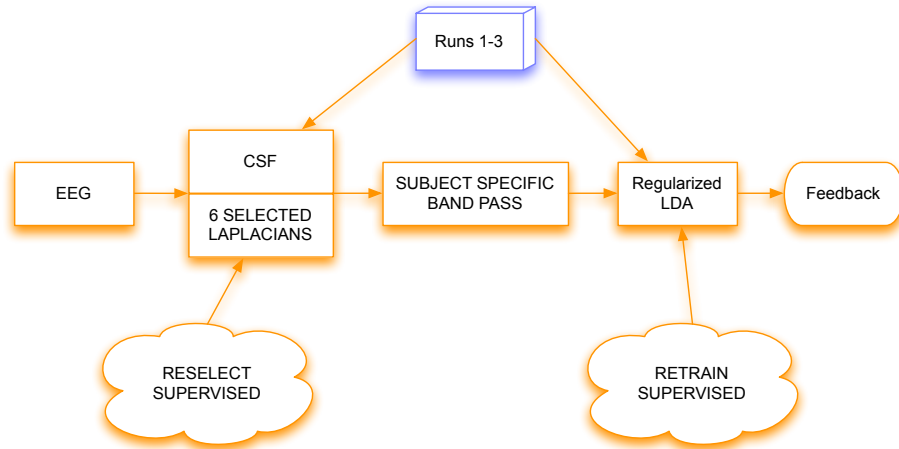 Runs 1-3
CSF
EEG
SUBJECT SPECIFIC
BAND PASS
Regularized
LDA
Feedback
6 SELECTED
LAPLACIANS
RESELECT
SUPERVISED
RETRAIN
SUPERVISED